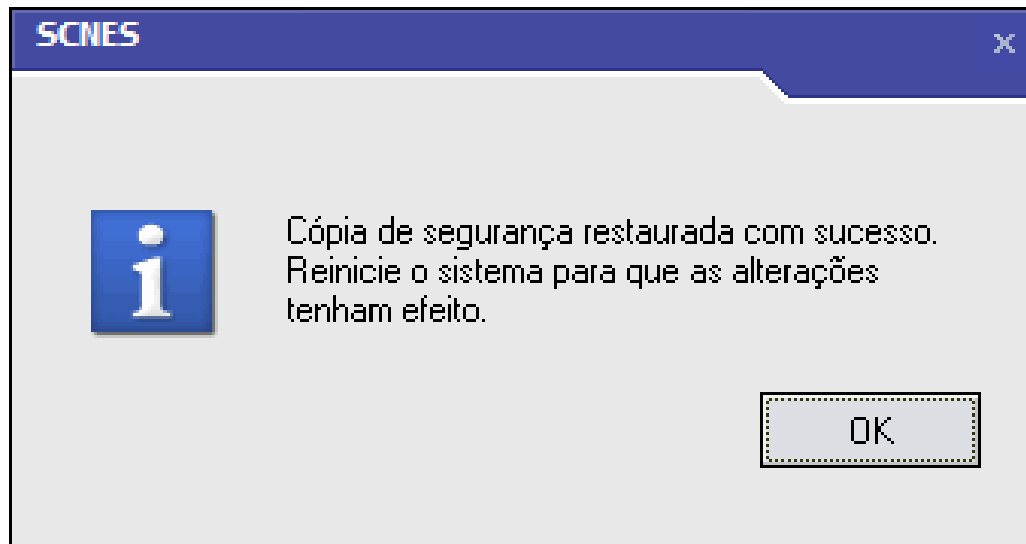 SCNES
Cópia de segurança restaurada com sucesso.
Reinicie o sistema para que as alterações
tenham efeito.
OK